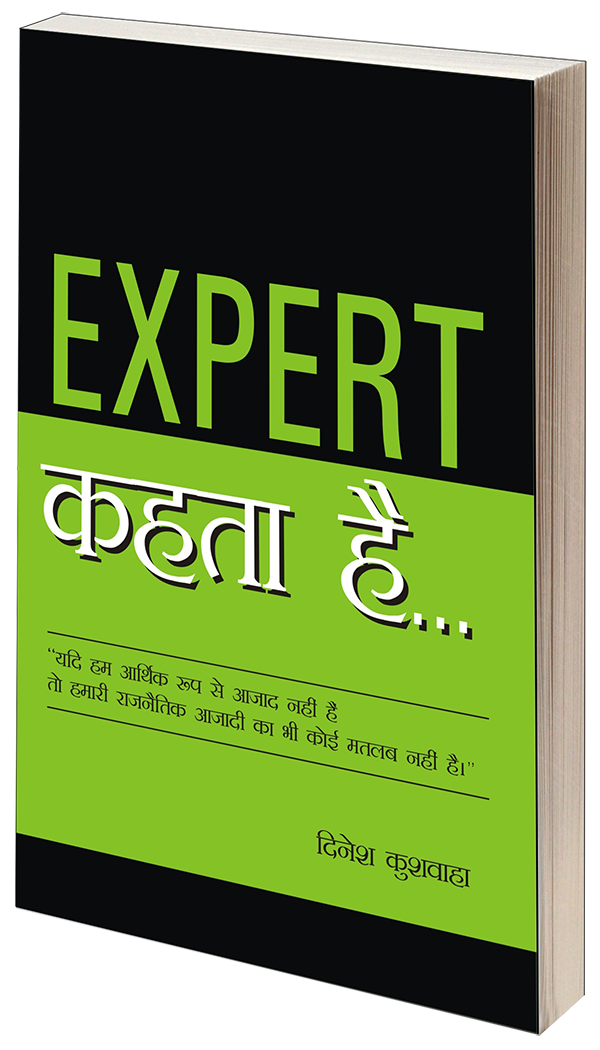 EXPERT
कहता है...
“यदि हम आर्थिक रूप से आजाद नहीं है
तो हमारी राजनैतिक आजादी का भी कोई मतलब नहीं है।”
दिनेश कुशवाहा